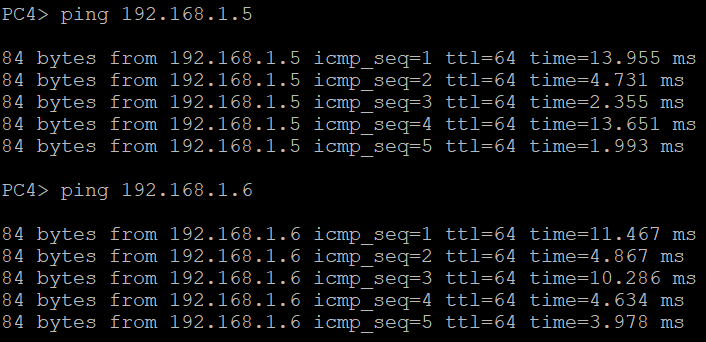 PC4> ping 192.168.1.5
84 bytes from 192.168.1.5 icmp_seq=1 ttl=64 time=13.955 ms
84 bytes from 192.168.1.5 icmp_seq=2 ttl=64 time=4.731 ms
84 bytes from 192.168.1.5 icmp_seq=3 ttl=64 time=2.355 ms
84 bytes from 192.168.1.5 icmp_seq=4 ttl=64 time=13.651 ms
84 bytes from 192.168.1.5 icmp_seq=5 ttl=64 time=1.993 ms
PC4> ping 192.168.1.6
84 bytes from 192.168.1.6 icmp_seq=1 ttl=64 time=11.467 ms
84 bytes from 192.168.1.6 icmp_seq=2 ttl=64 time=4.867 ms
84 bytes from 192.168.1.6 icmp_seq=3 ttl=64 time=10.286 ms
84 bytes from 192.168.1.6 icmp_seq=4 ttl=64 time=4.634 ms
84 bytes from 192.168.1.6 icmp_seq=5 ttl=64 time=3.978 ms